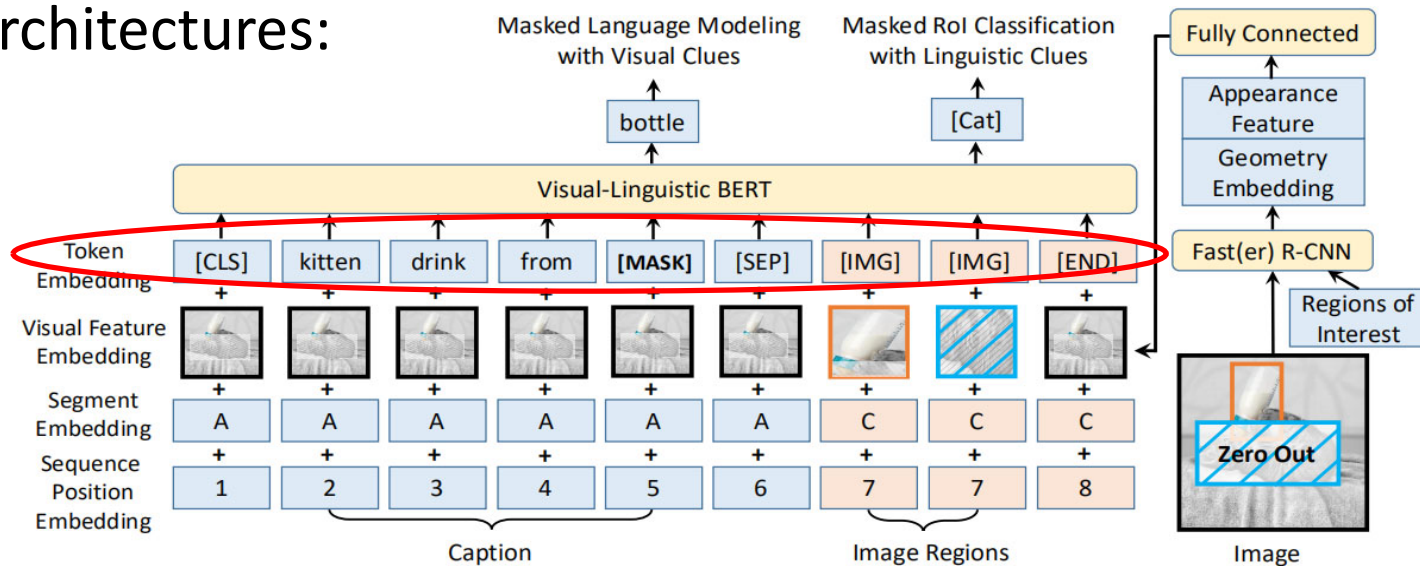 rchitectures:
Masked Language Modeling
with Visual Clues
Masked RoI Classification
with Linguistic Clues
Fully Connected
bottle
[Cat]
Appearance
Feature
Geometry
Embedding
Visual-Linguistic BERT
Fast(er) R-CNN
Regions of
Interest
Token
Embedding
[CLS] kitten drink from [MASK] [SEP] [IMG] [IMG] [END]
+ + + + + + + + +
Visual Feature
Embedding
+ + + + + + + + +
Segment
Embedding
A A A A A A C C C
+ + + + + + + + +
Sequence
Position
Embedding
1 2 3 4 5 6 7 7 8
Caption
Image Regions
Zero Out
Image